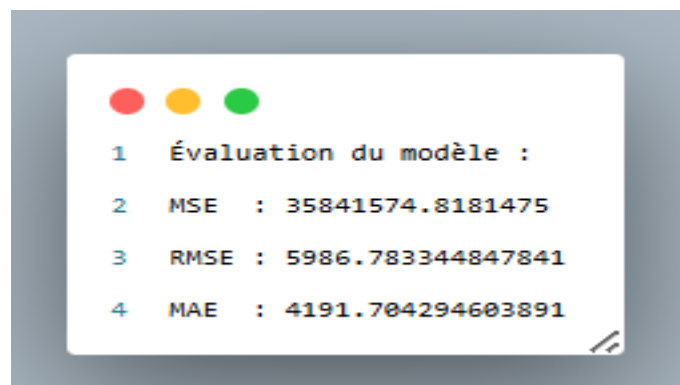 1 Évaluation du modèle :
2 MSE : 35841574.8181475
3 RMSE : 5986.783344847841
4 MAE : 4191.704294603891